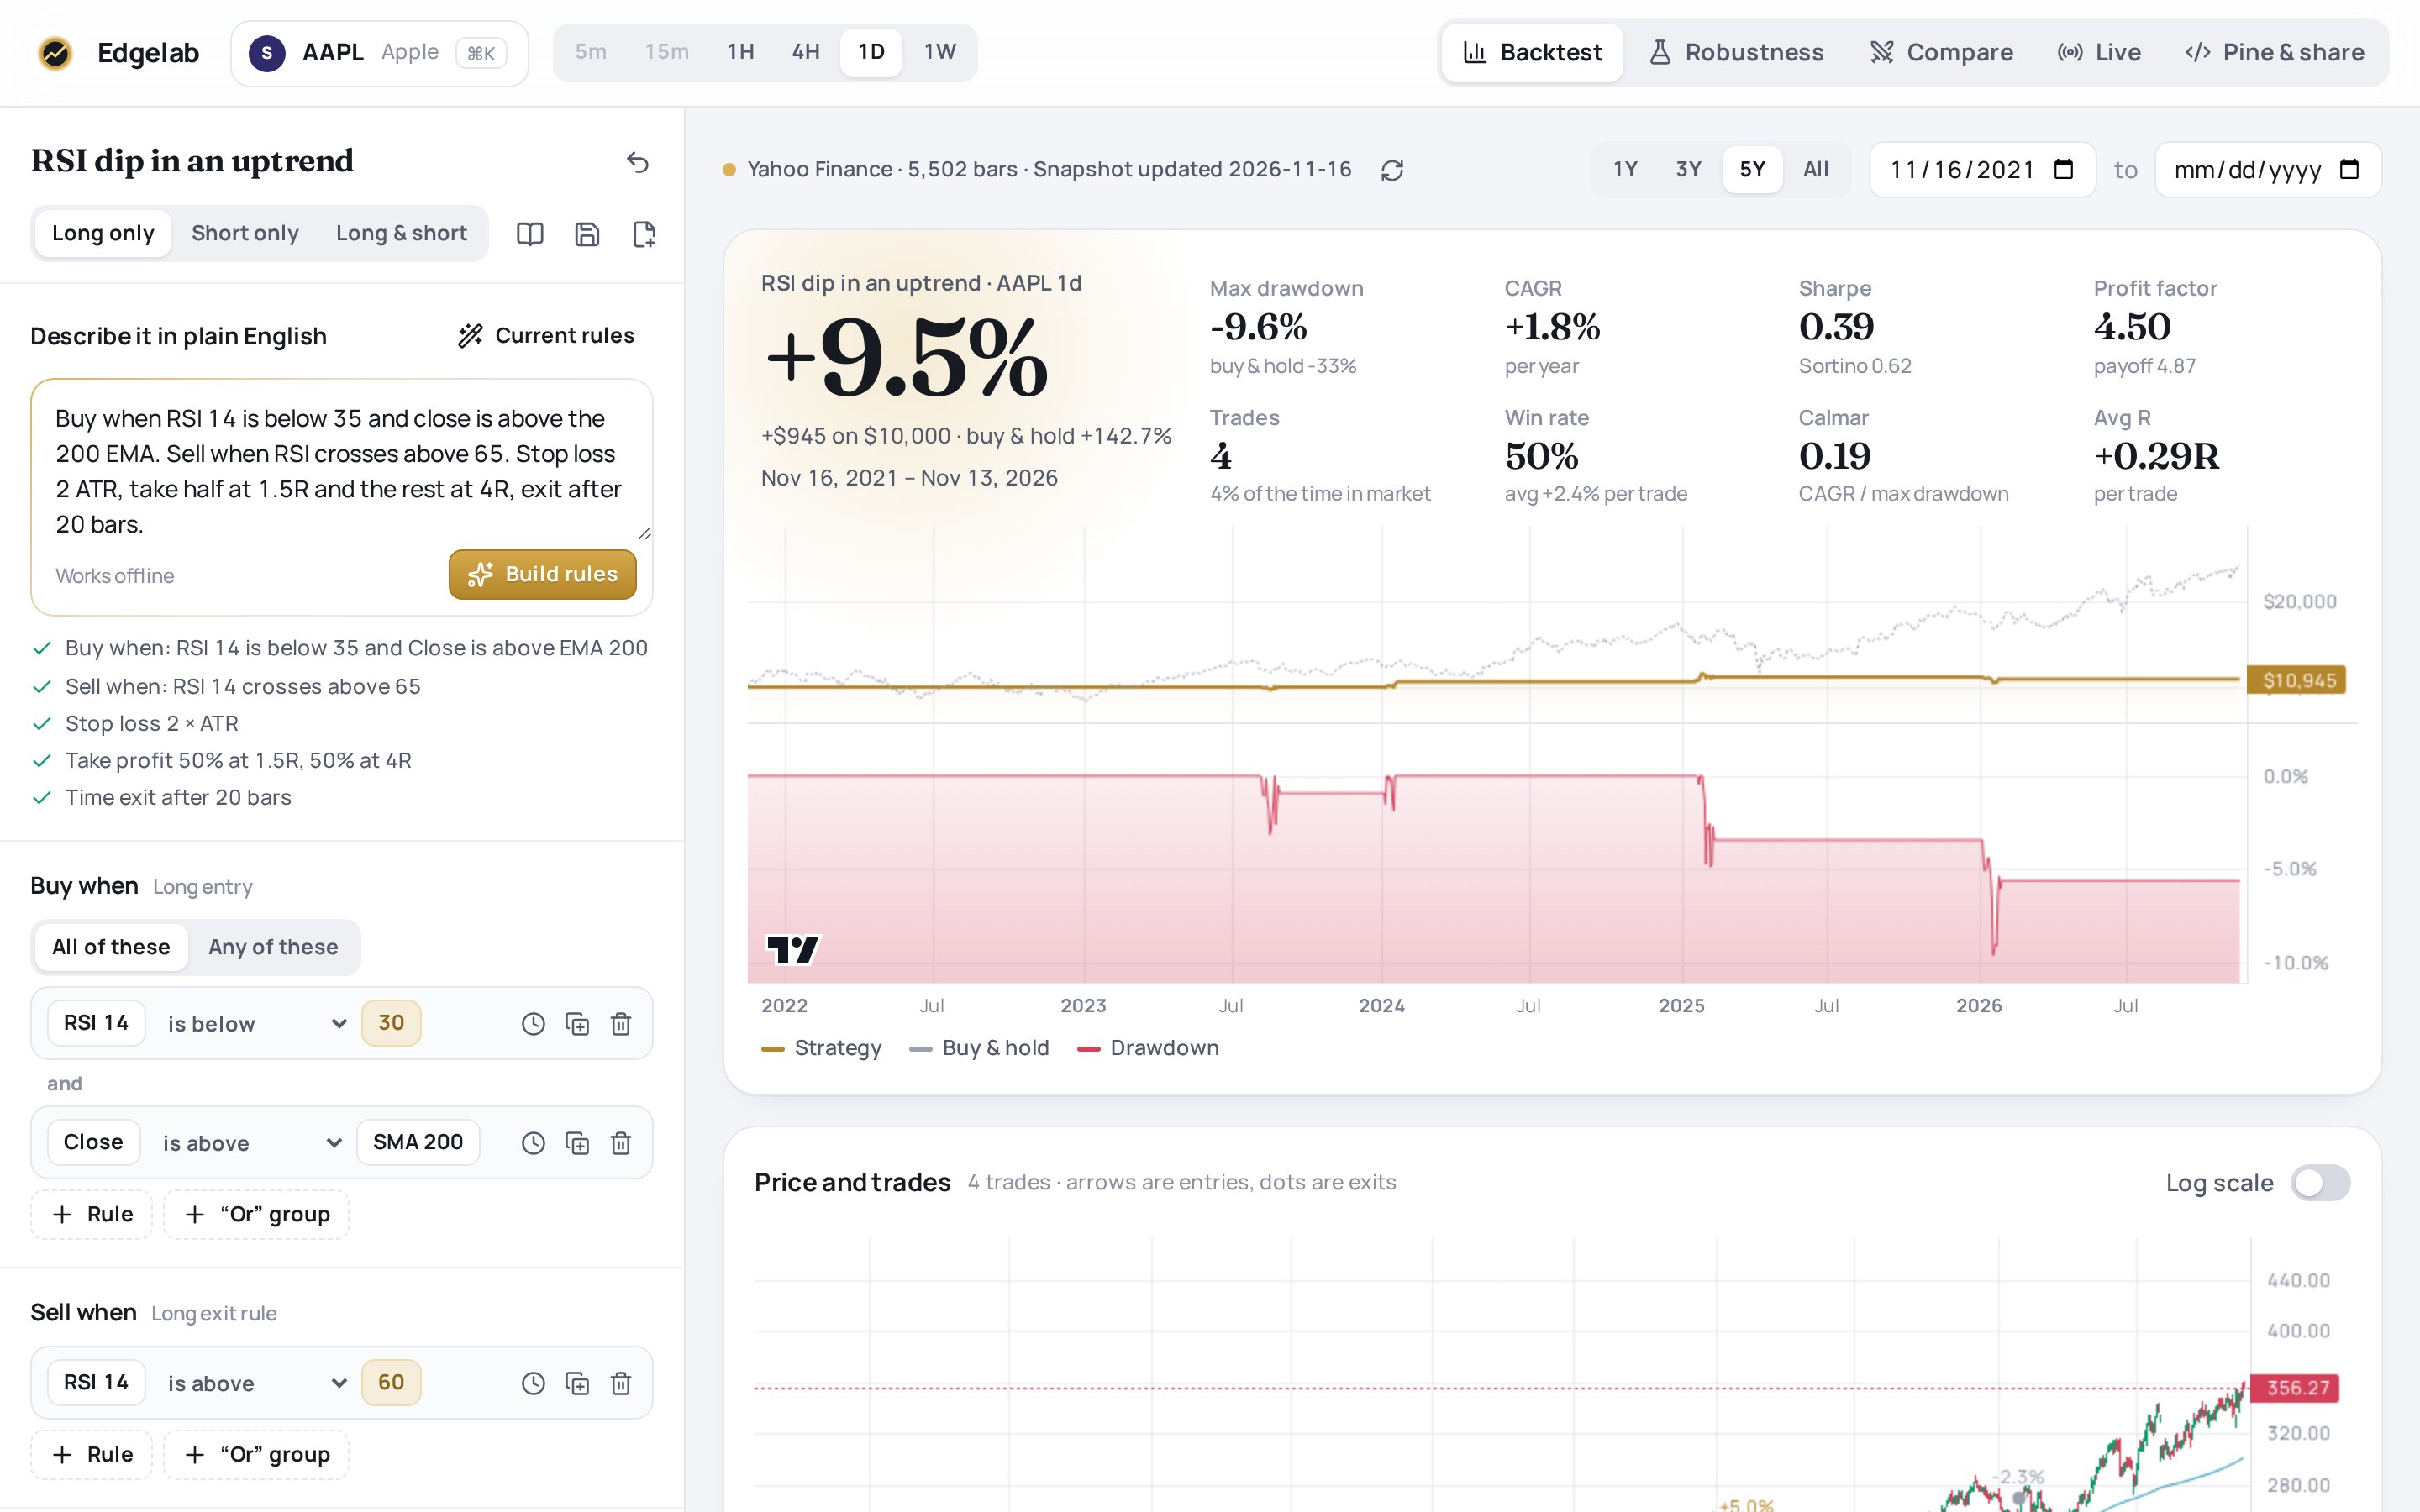 Edgelab
S AAPL Apple ⌘K
5m 15m 1H 4H 1D 1W
Backtest Robustness Compare Live Pine & share
RSI dip in an uptrend
Long only Short only Long & short
Describe it in plain English Current rules
Buy when RSI 14 is below 35 and close is above the
200 EMA. Sell when RSI crosses above 65. Stop loss
2 ATR, take half at 1.5R and the rest at 4R, exit after
20 bars.
Works offline Build rules
Buy when: RSI 14 is below 35 and Close is above EMA 200
Sell when: RSI 14 crosses above 65
Stop loss 2 × ATR
Take profit 50% at 1.5R, 50% at 4R
Time exit after 20 bars
Buy when Long entry
All of these Any of these
RSI 14 is below 30
and
Close is above SMA 200
+ Rule + “Or” group
Sell when Long exit rule
RSI 14 is above 60
+ Rule + “Or” group
Yahoo Finance · 5,502 bars · Snapshot updated 2026-11-16
1Y 3Y 5Y All 11/16/2021 to mm/dd/yyyy
RSI dip in an uptrend · AAPL 1d
+9.5%
+$945 on $10,000 · buy & hold +142.7%
Nov 16, 2021 – Nov 13, 2026
Max drawdown CAGR Sharpe Profit factor
-9.6% +1.8% 0.39 4.50
buy & hold -33% per year Sortino 0.62 payoff 4.87
Trades Win rate Calmar Avg R
4 50% 0.19 +0.29R
4% of the time in market avg +2.4% per trade CAGR / max drawdown per trade
$20,000
$10,945
0.0%
-5.0%
-10.0%
2022 Jul 2023 Jul 2024 Jul 2025 Jul 2026 Jul
Strategy Buy & hold Drawdown
Price and trades 4 trades · arrows are entries, dots are exits Log scale
440.00
400.00
356.27
320.00
-2.3%
280.00
+5.0%